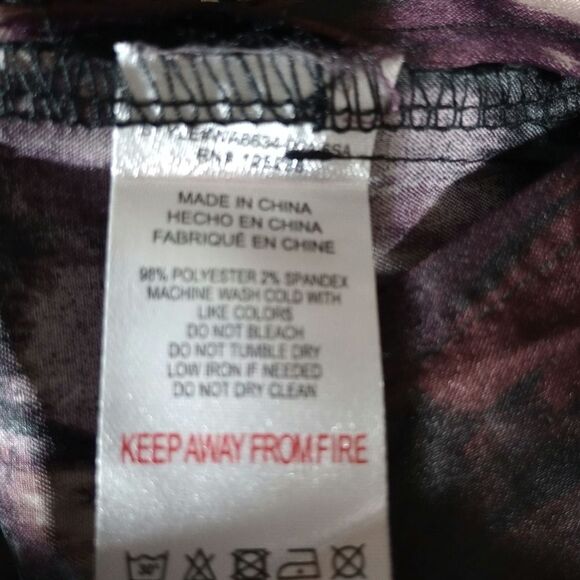 MADE IN CHINA
HECHO EN CHINA
FABRIQUÉ EN CHINE
98% POLYESTER 2% SPANDEX
MACHINE WASH COLD WITH
LIKE COLORS
DO NOT BLEACH
DO NOT TUMBLE DRY
LOW IRON IF NEEDED
DO NOT DRY CLEAN
KEEP AWAY FROM FIRE
30°